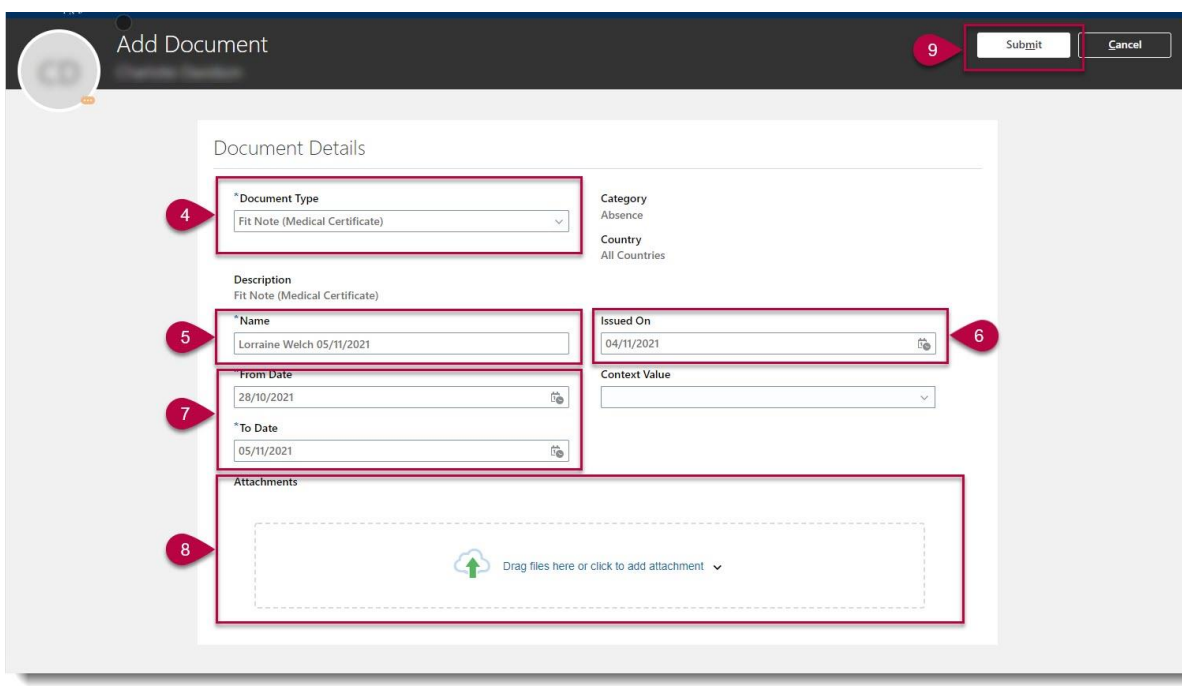 Add Document
9
Submit
Cancel
Document Details
4
*Document Type
Fit Note (Medical Certificate)
Category
Absence
Country
All Countries
Description
Fit Note (Medical Certificate)
5
*Name
Lorraine Welch 05/11/2021
Issued On
04/11/2021
6
7
*From Date
28/10/2021
Context Value
*To Date
05/11/2021
Attachments
8
Drag files here or click to add attachment